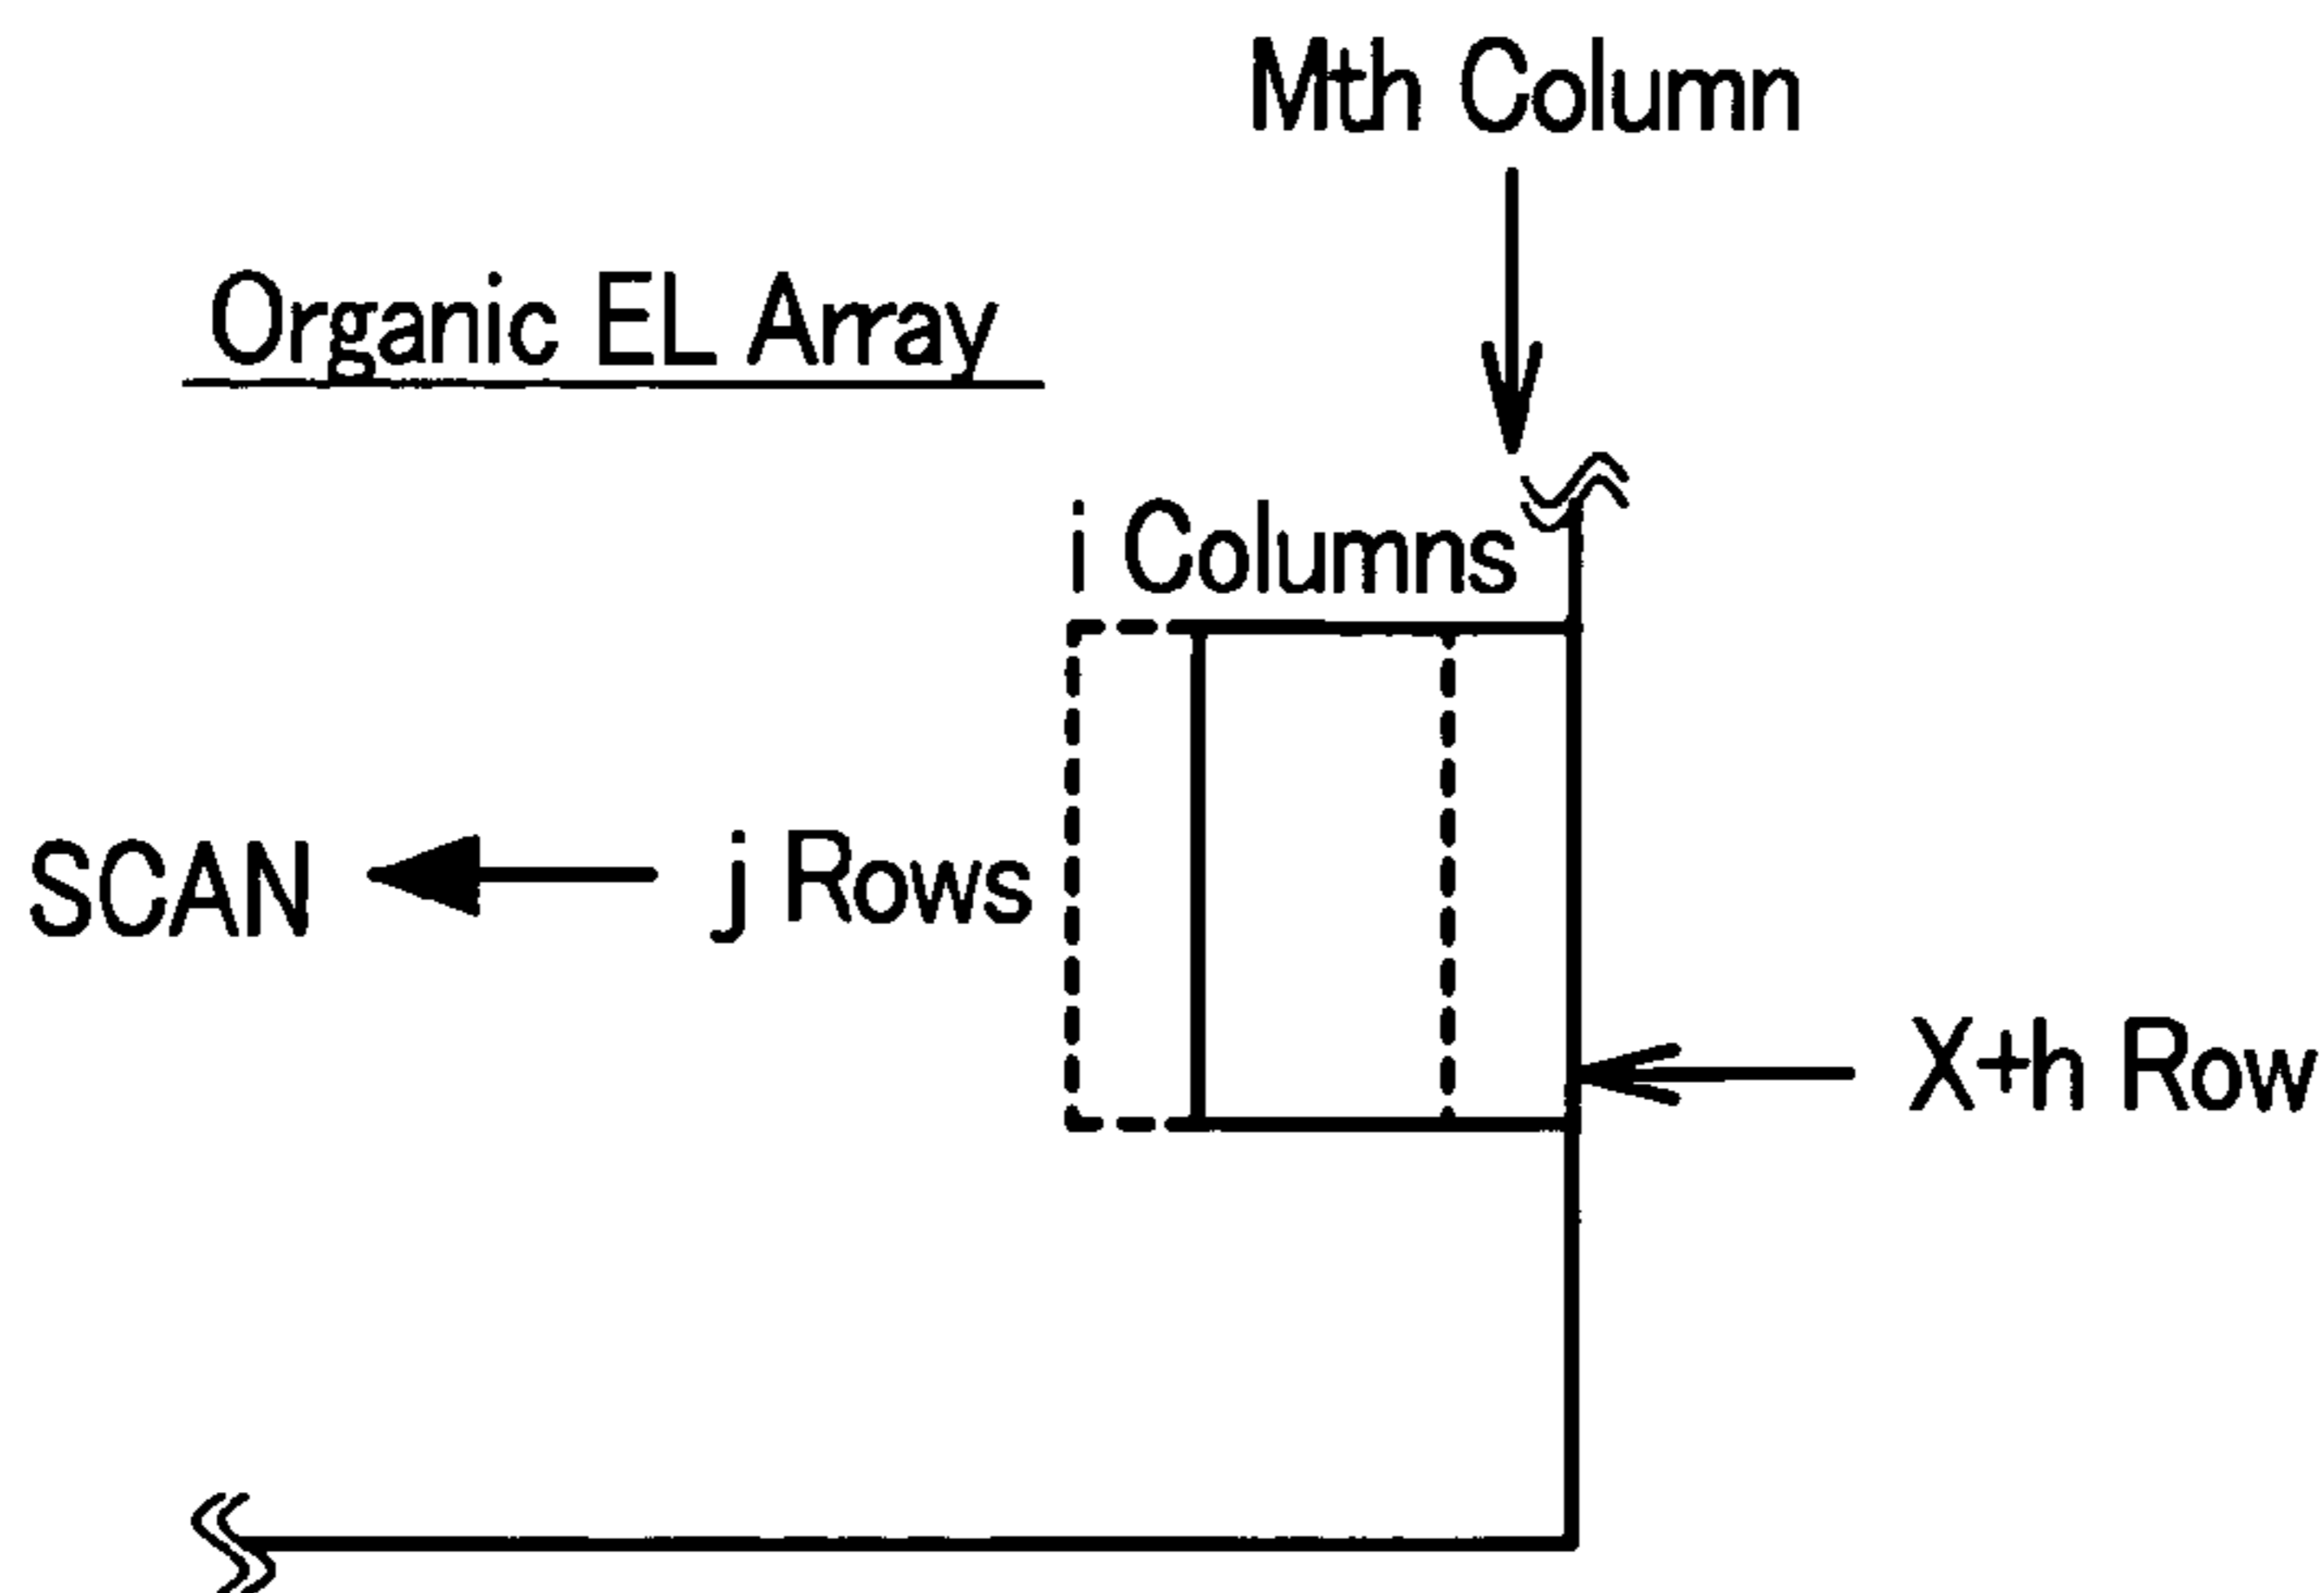 Mth Column
Organic EL Array
i Columns
SCAN
j Rows
X+h Row